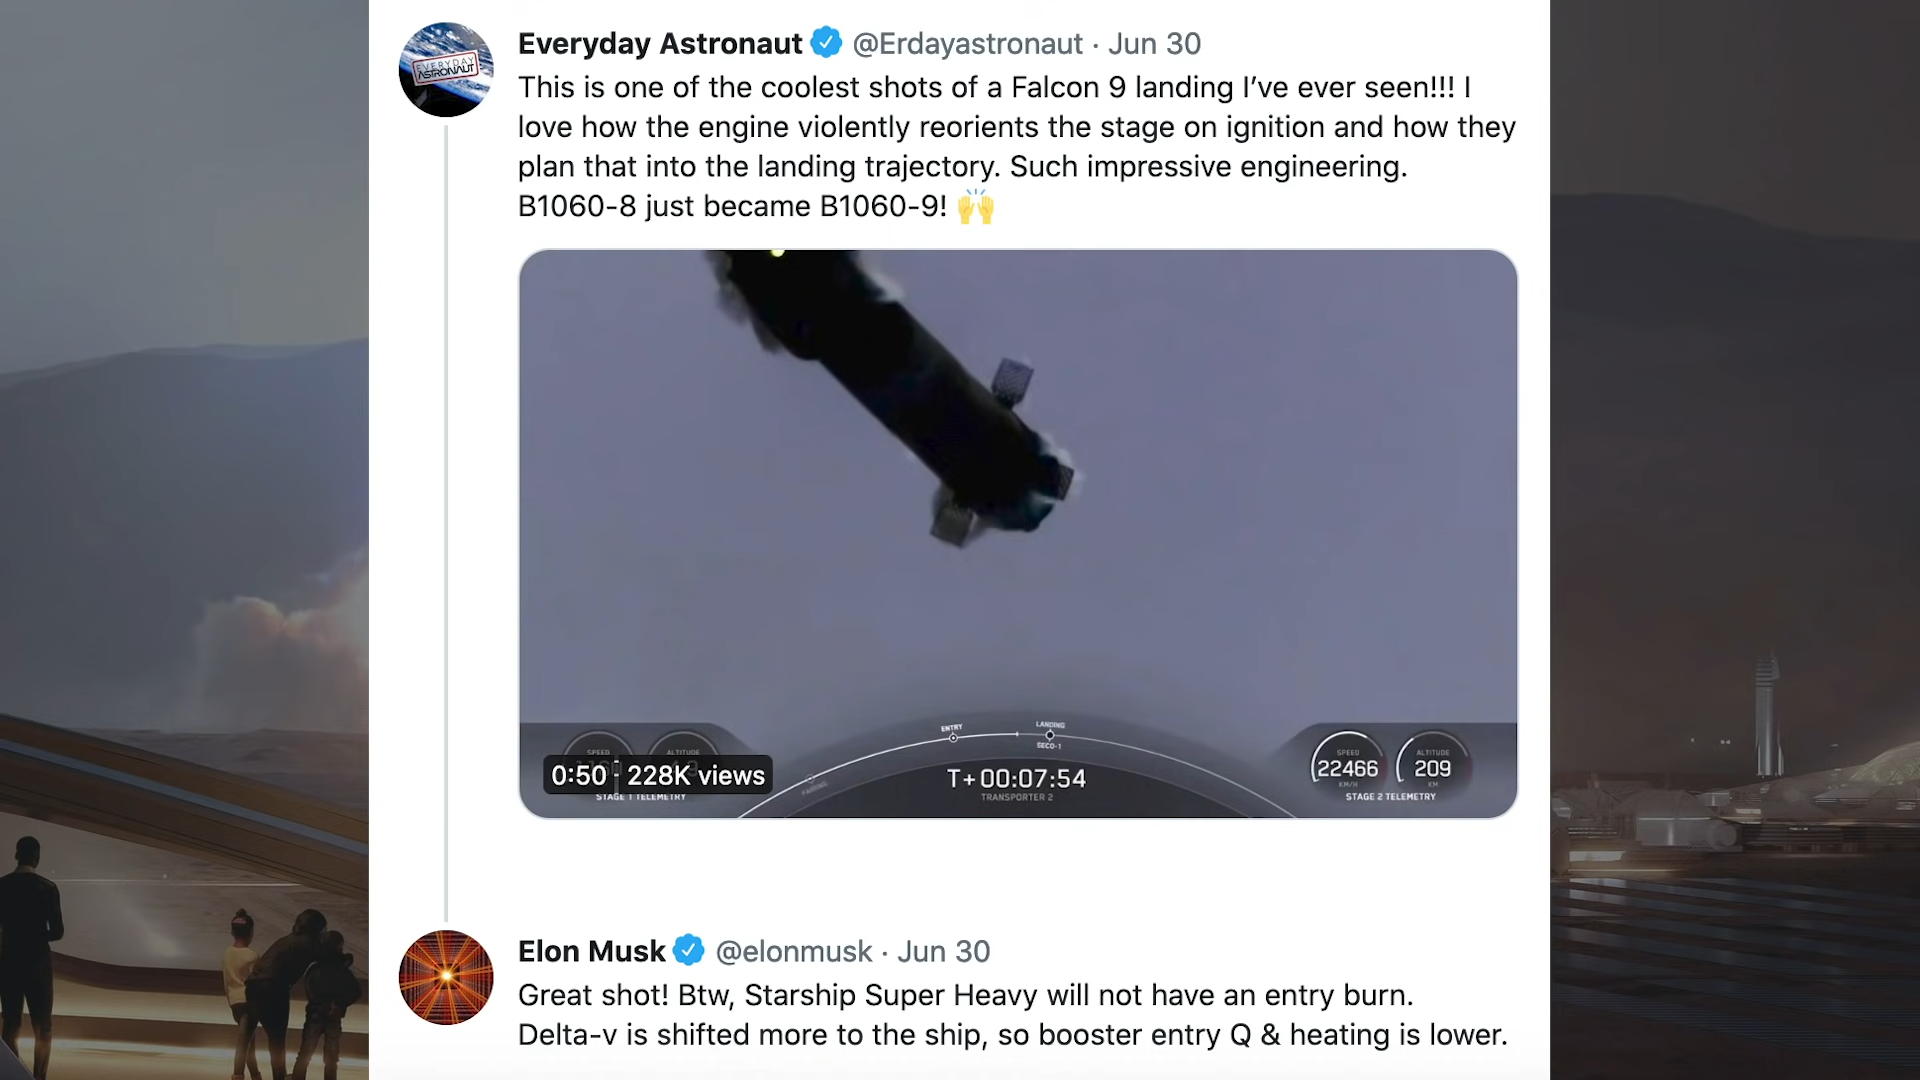 Everyday Astronaut @Erdayastronaut · Jun 30
EVERYDAY
ASTRONAUT
This is one of the coolest shots of a Falcon 9 landing I’ve ever seen!!! I
love how the engine violently reorients the stage on ignition and how they
plan that into the landing trajectory. Such impressive engineering.
B1060-8 just became B1060-9! 🙌
ENTRY
LANDING
SECO-1
FAIRING
SPEED
ALTITUDE
0:50 228K views
STAGE 1 TELEMETRY
T+00:07:54
TRANSPORTER 2
SPEED
22466
KM/H
ALTITUDE
209
KM
STAGE 2 TELEMETRY
Elon Musk @elonmusk · Jun 30
Great shot! Btw, Starship Super Heavy will not have an entry burn.
Delta-v is shifted more to the ship, so booster entry Q & heating is lower.